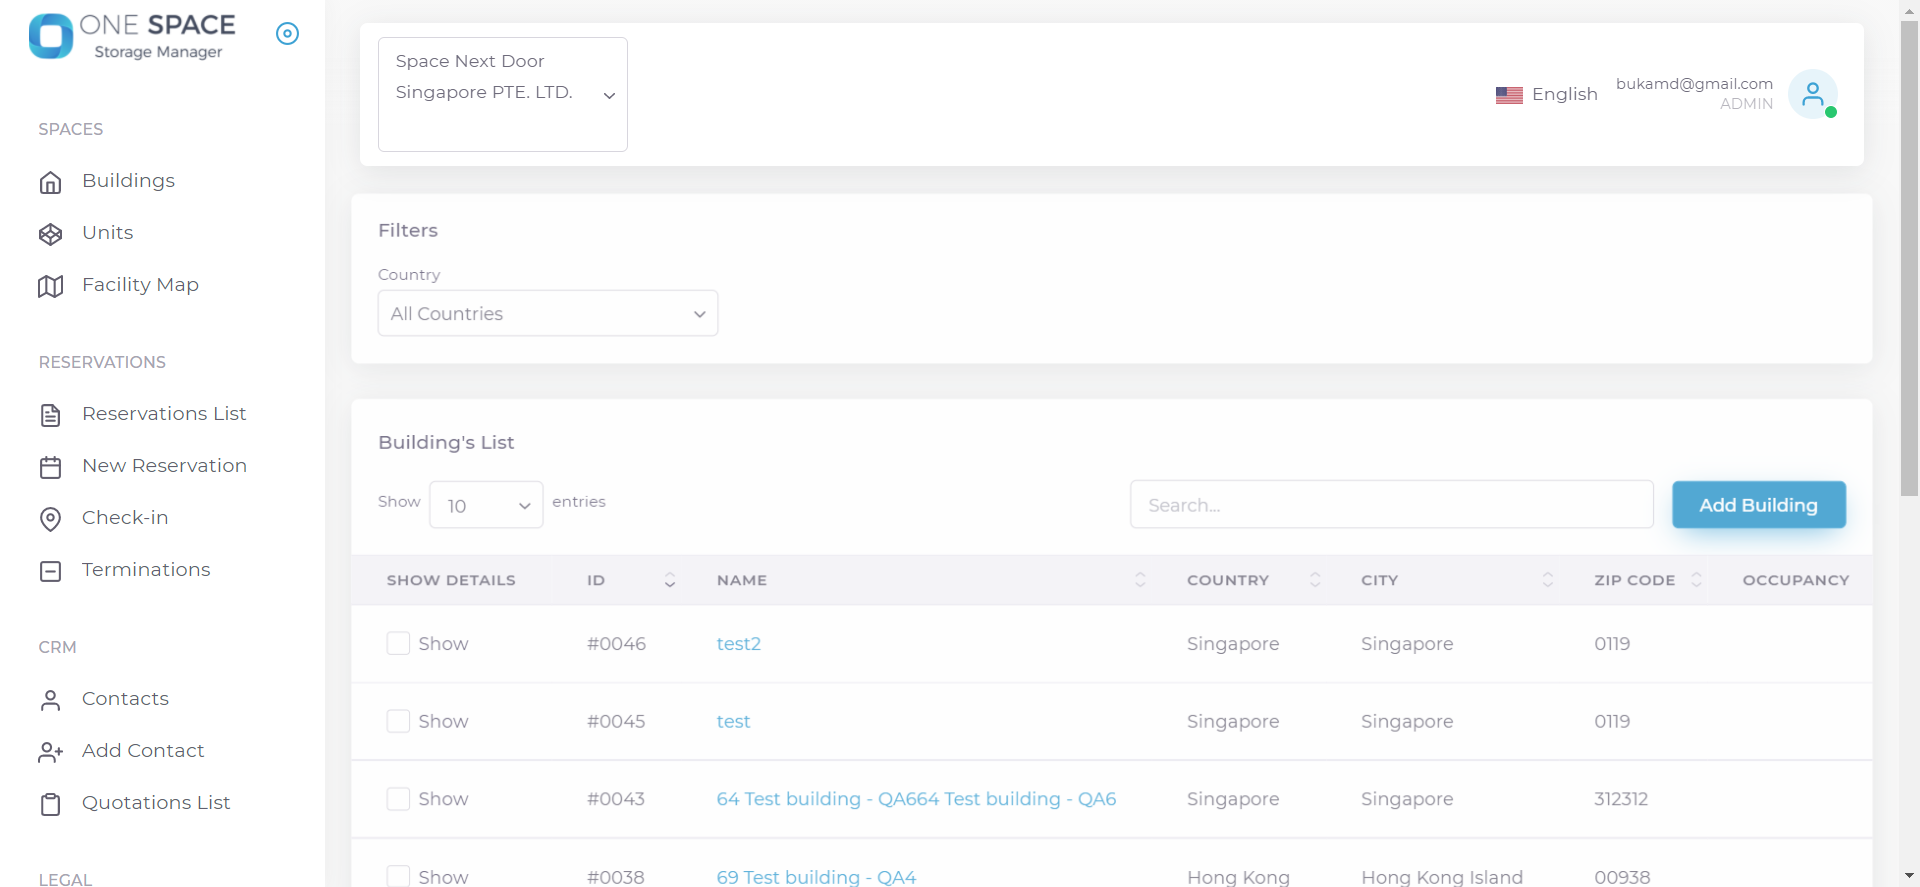 ONE SPACE
Storage Manager
SPACES
Buildings
Units
Facility Map
RESERVATIONS
Reservations List
New Reservation
Check-in
Terminations
CRM
Contacts
Add Contact
Quotations List
LEGAL
Space Next Door
Singapore PTE. LTD.
English
bukamd@gmail.com
ADMIN
Filters
Country
All Countries
Building's List
Show 10 entries
Search...
Add Building
SHOW DETAILS ID NAME COUNTRY CITY ZIP CODE OCCUPANCY
Show #0046 test2 Singapore Singapore 0119
Show #0045 test Singapore Singapore 0119
Show #0043 64 Test building - QA664 Test building - QA6 Singapore Singapore 312312
Show #0038 69 Test building - QA4 Hong Kong Hong Kong Island 00938